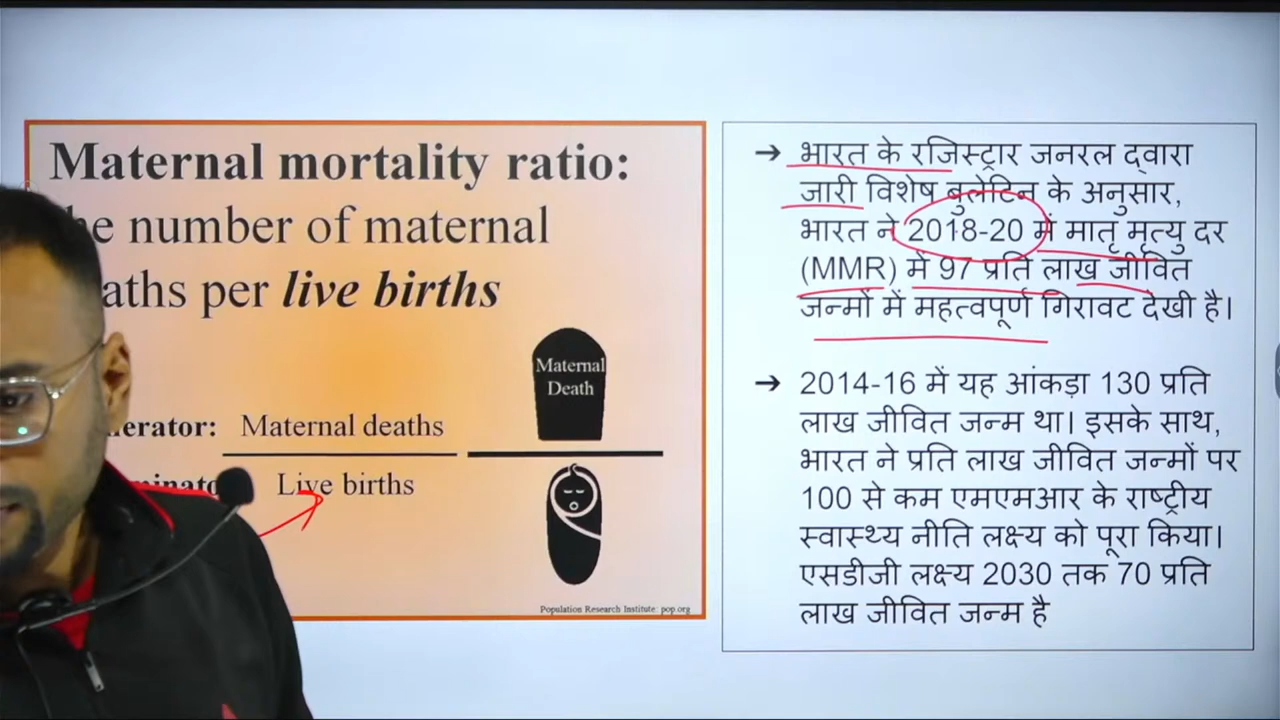 Maternal mortality ratio:
he number of maternal
aths per live births
erator: Maternal deaths
Live births
Maternal
Death
Population Research Institute: pop.org
→ भारत के रजिस्ट्रार जनरल द्वारा
जारी विशेष बुलेटिन के अनुसार,
भारत ने 2018-20 में मातृ मृत्यु दर
(MMR) में 97 प्रति लाख जीवित
जन्मों में महत्वपूर्ण गिरावट देखी है।
→ 2014-16 में यह आंकड़ा 130 प्रति
लाख जीवित जन्म था। इसके साथ,
भारत ने प्रति लाख जीवित जन्मों पर
100 से कम एमएमआर के राष्ट्रीय
स्वास्थ्य नीति लक्ष्य को पूरा किया।
एसडीजी लक्ष्य 2030 तक 70 प्रति
लाख जीवित जन्म है